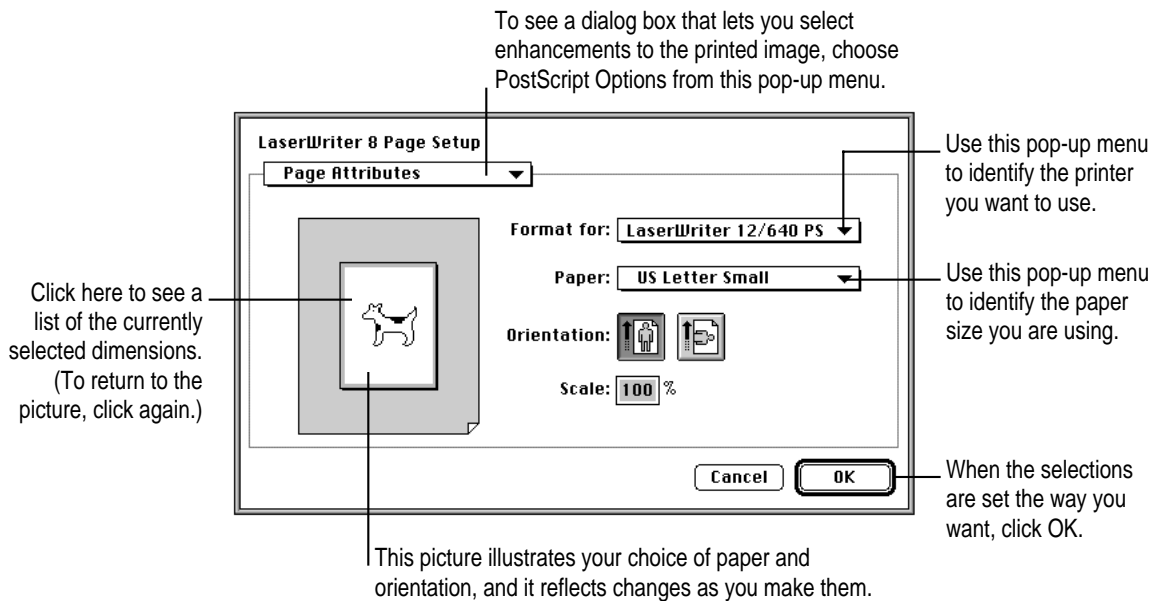 To see a dialog box that lets you select
enhancements to the printed image, choose
PostScript Options from this pop-up menu.
LaserWriter 8 Page Setup
Page Attributes
Use this pop-up menu
to identify the printer
you want to use.
Format for: LaserWriter 12/640 PS
Paper: US Letter Small
Use this pop-up menu
to identify the paper
size you are using.
Click here to see a
list of the currently
selected dimensions.
(To return to the
picture, click again.)
Orientation:
Scale: 100 %
Cancel OK
When the selections
are set the way you
want, click OK.
This picture illustrates your choice of paper and
orientation, and it reflects changes as you make them.